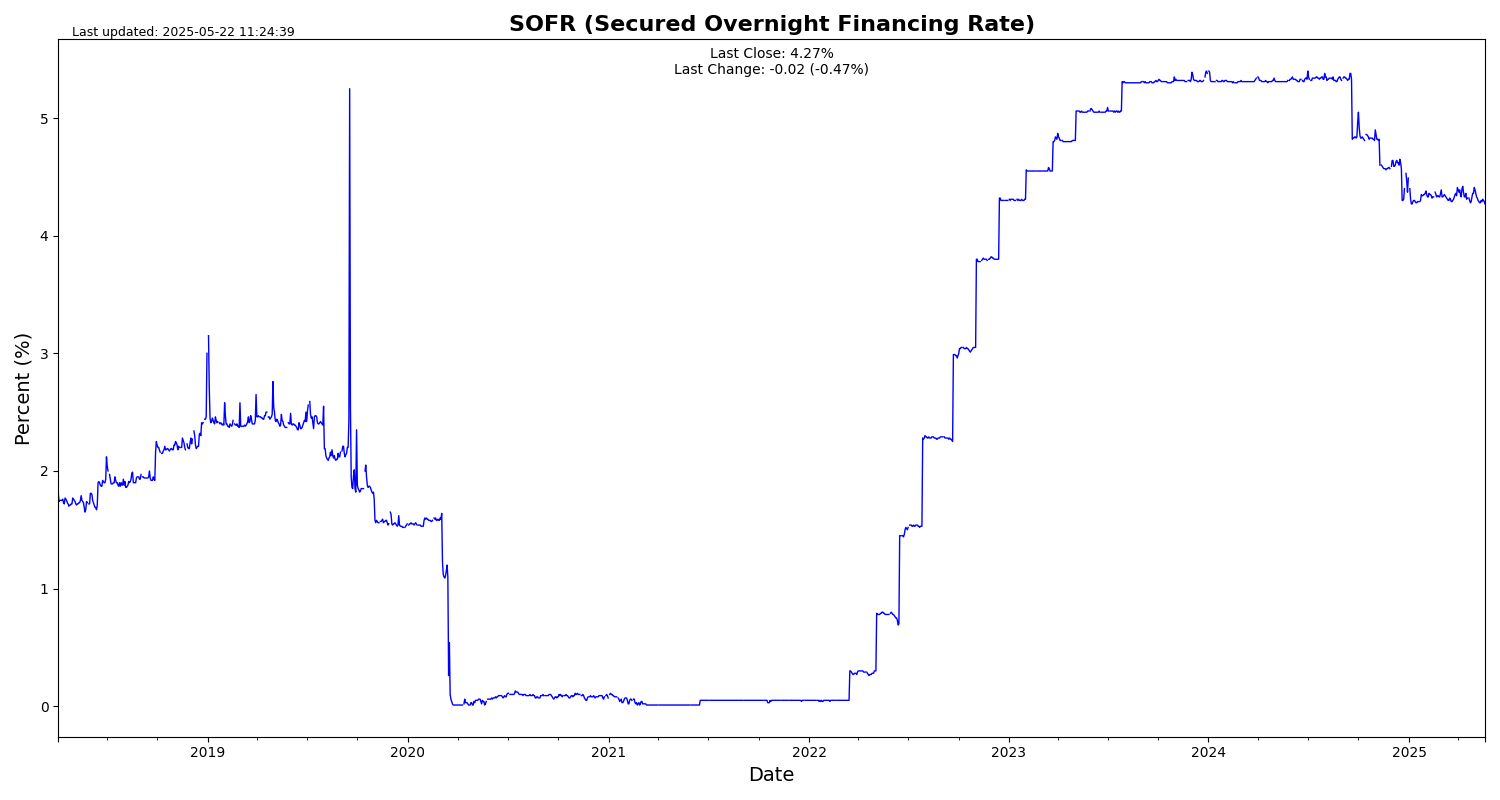 SOFR (Secured Overnight Financing Rate)
Last updated: 2025-05-22 11:24:39
Last Close: 4.27%
Last Change: -0.02 (-0.47%)
Percent (%)
5
4
3
2
1
0
2019
2020
2021
2022
2023
2024
2025
Date